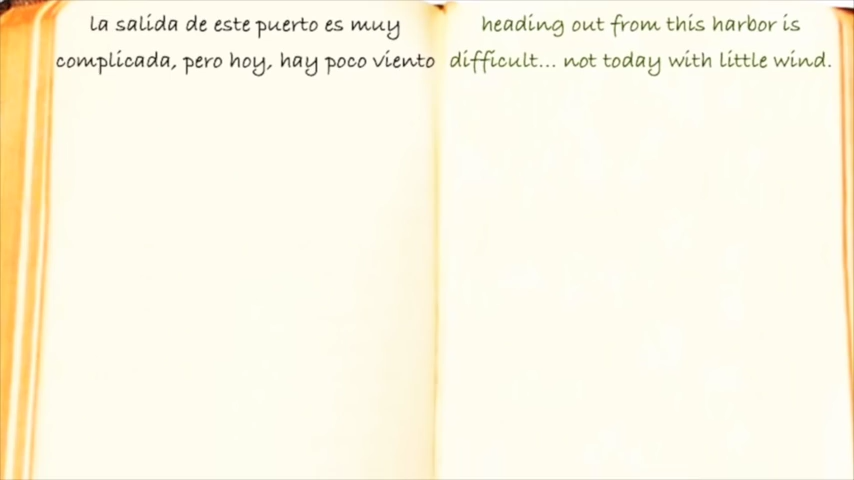 la salida de este puerto es muy
complicada, pero hoy, hay poco viento
heading out from this harbor is
difficult... not today with little wind.